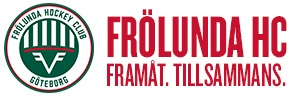 FRÖLUNDA HOCKEY CLUB
GÖTEBORG
FRÖLUNDA HC
FRAMÅT. TILLSAMMANS.